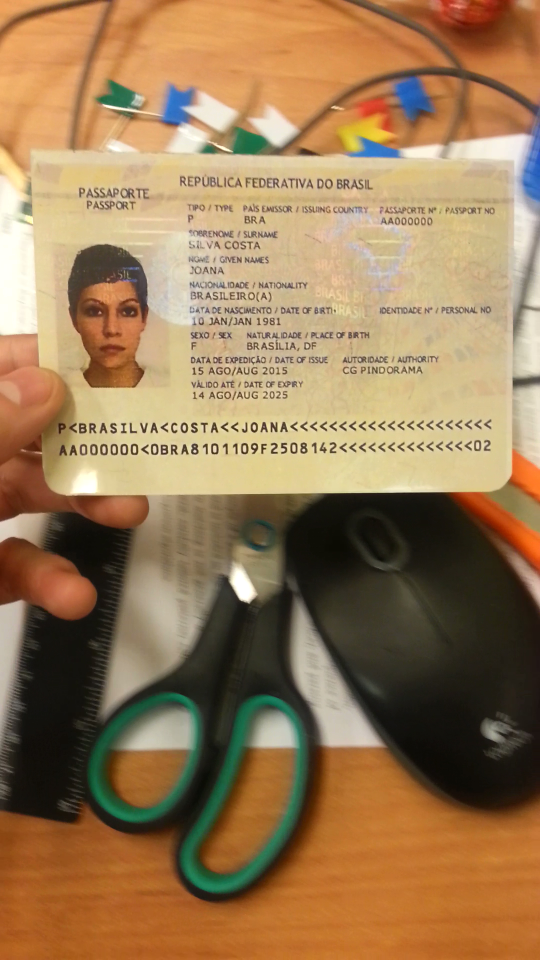 REPÚBLICA FEDERATIVA DO BRASIL
PASSAPORTE
PASSPORT
TIPO / TYPE PAÍS EMISSOR / ISSUING COUNTRY PASSAPORTE Nº / PASSPORT NO
P BRA AA000000
SOBRENOME / SURNAME
SILVA COSTA
NOME / GIVEN NAMES
JOANA
NACIONALIDADE / NATIONALITY
BRASILEIRO(A)
DATA DE NASCIMENTO / DATE OF BIRTH IDENTIDADE Nº / PERSONAL NO
10 JAN/JAN 1981
SEXO / SEX NATURALIDADE / PLACE OF BIRTH
F BRASÍLIA, DF
DATA DE EXPEDIÇÃO / DATE OF ISSUE AUTORIDADE / AUTHORITY
15 AGO/AUG 2015 CG PINDORAMA
VÁLIDO ATÉ / DATE OF EXPIRY
14 AGO/AUG 2025
P<BRASILVA<COSTA<<JOANA<<<<<<<<<<<<<<<<<<<<<
AA000000<0BRA8101109F2508142<<<<<<<<<<<<<<02